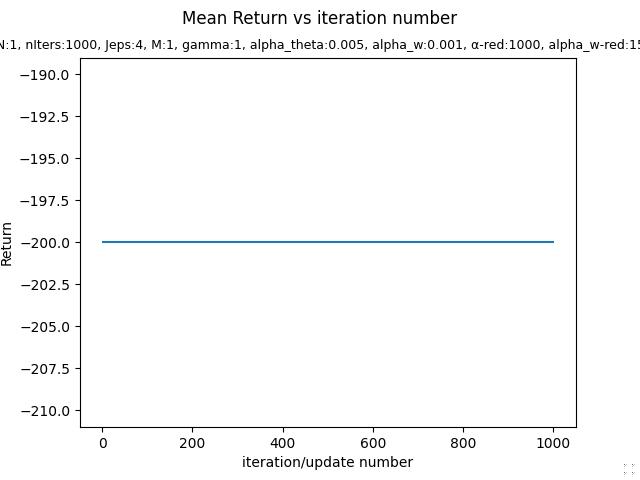 Mean Return vs iteration number
N:1, nIters:1000, Jeps:4, M:1, gamma:1, alpha_theta:0.005, alpha_w:0.001, α-red:1000, alpha_w-red:15
−190.0
−192.5
−195.0
−197.5
−200.0
−202.5
−205.0
−207.5
−210.0
Return
0 200 400 600 800 1000
iteration/update number